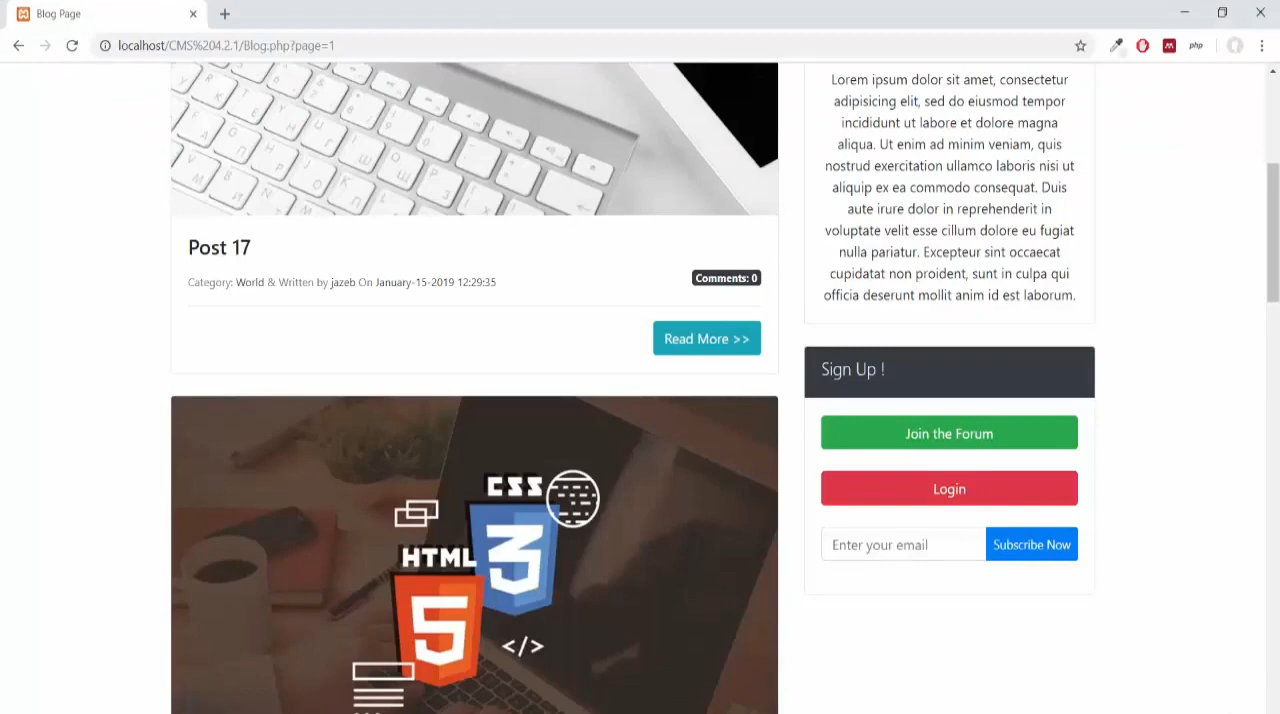 Blog Page
localhost/CMS%204.2.1/Blog.php?page=1
php
Post 17
Category: World & Written by jazeb On January-15-2019 12:29:35
Comments: 0
Read More >>
CSS
3
HTML
5
</>
Lorem ipsum dolor sit amet, consectetur
adipisicing elit, sed do eiusmod tempor
incididunt ut labore et dolore magna
aliqua. Ut enim ad minim veniam, quis
nostrud exercitation ullamco laboris nisi ut
aliquip ex ea commodo consequat. Duis
aute irure dolor in reprehenderit in
voluptate velit esse cillum dolore eu fugiat
nulla pariatur. Excepteur sint occaecat
cupidatat non proident, sunt in culpa qui
officia deserunt mollit anim id est laborum.
Sign Up !
Join the Forum
Login
Enter your email
Subscribe Now